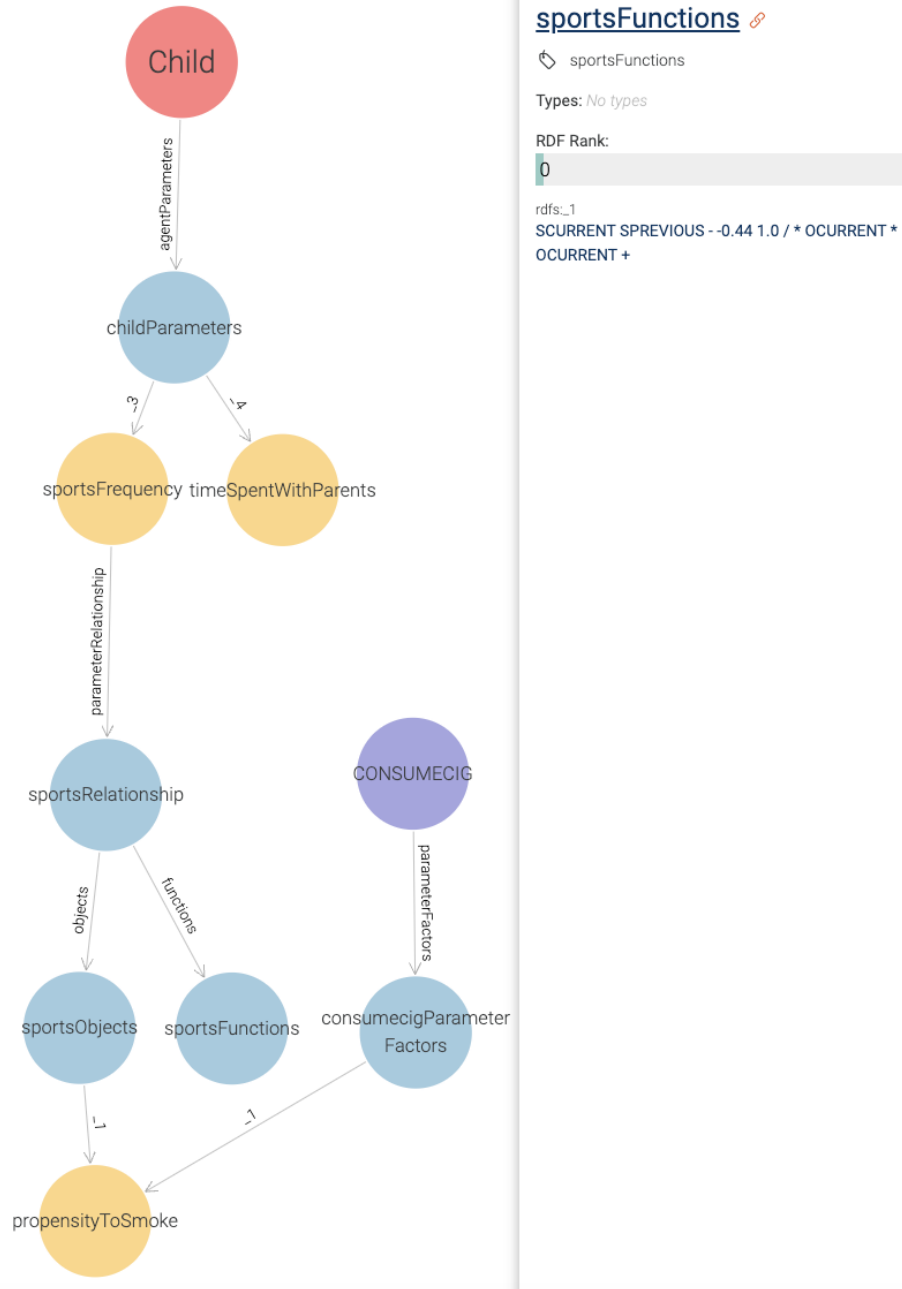 Child
agentParameters
childParameters
_3
_4
sportsFrequency
timeSpentWithParents
parameterRelationship
sportsRelationship
CONSUMECIG
objects
functions
parameterFactors
sportsObjects
sportsFunctions
consumecigParameter
Factors
_1
_1
propensityToSmoke
sportsFunctions
sportsFunctions
Types: No types
RDF Rank:
0
rdfs:_1
SCURRENT SPREVIOUS - -0.44 1.0 / * OCURRENT *
OCURRENT +